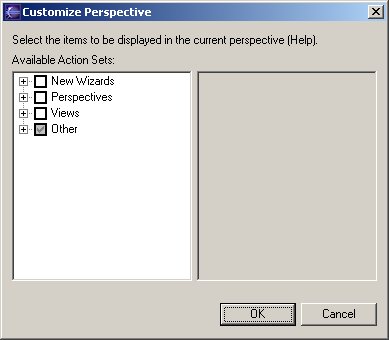 Customize Perspective
Select the items to be displayed in the current perspective (Help).
Available Action Sets:
New Wizards
Perspectives
Views
Other
OK
Cancel